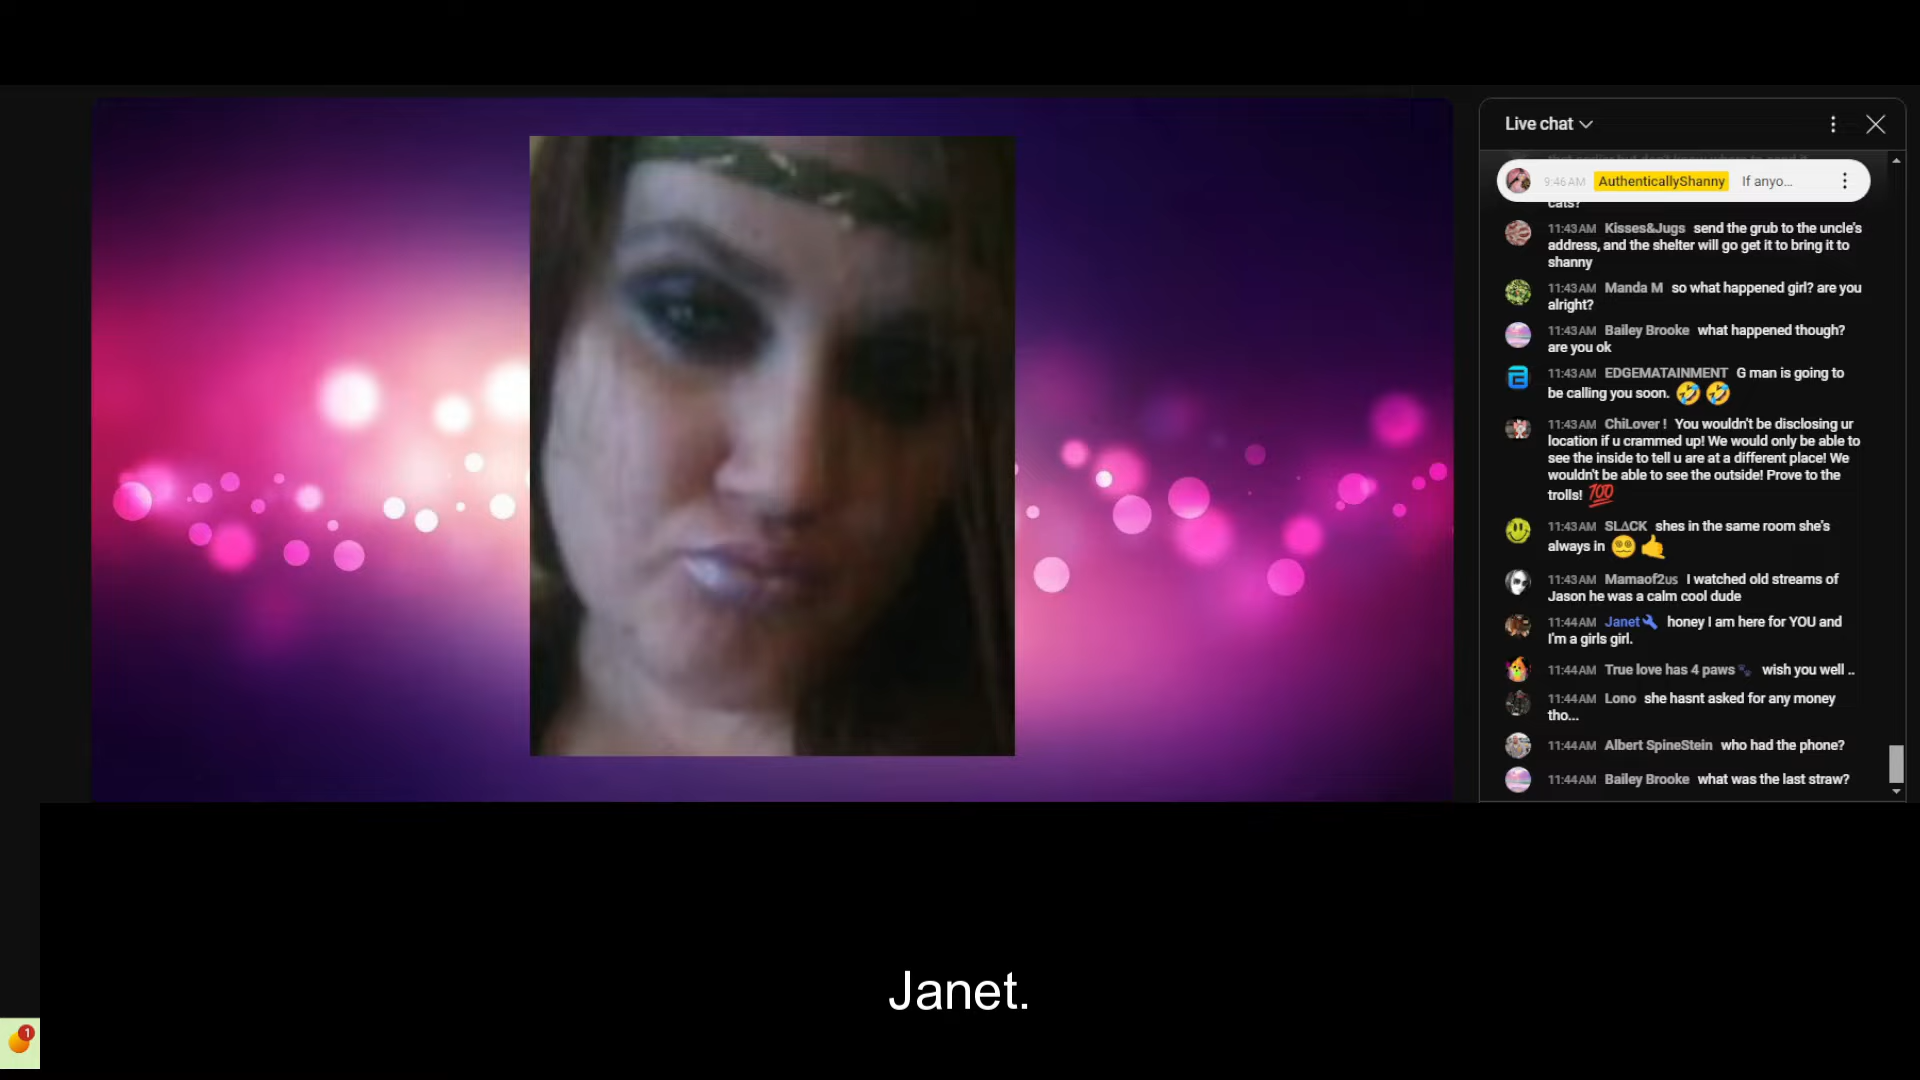 Live chat
9:46 AM AuthenticallyShanny If anyo...
cats?
11:43 AM Kisses&Jugs send the grub to the uncle's
address, and the shelter will go get it to bring it to
shanny
11:43 AM Manda M so what happened girl? are you
alright?
11:43 AM Bailey Brooke what happened though?
are you ok
11:43 AM EDGEMATAINMENT G man is going to
be calling you soon. 🤣 🤣
11:43 AM ChiLover ! You wouldn't be disclosing ur
location if u crammed up! We would only be able to
see the inside to tell u are at a different place! We
wouldn't be able to see the outside! Prove to the
trolls! 💯
11:43 AM SLΔCK shes in the same room she's
always in 😵‍💫 🤙
11:43 AM Mamaof2us I watched old streams of
Jason he was a calm cool dude
11:44 AM Janet🔧 honey I am here for YOU and
I'm a girls girl.
11:44 AM True love has 4 paws🐾 wish you well ..
11:44 AM Lono she hasnt asked for any money
tho...
11:44 AM Albert SpineStein who had the phone?
11:44 AM Bailey Brooke what was the last straw?
Janet.
1